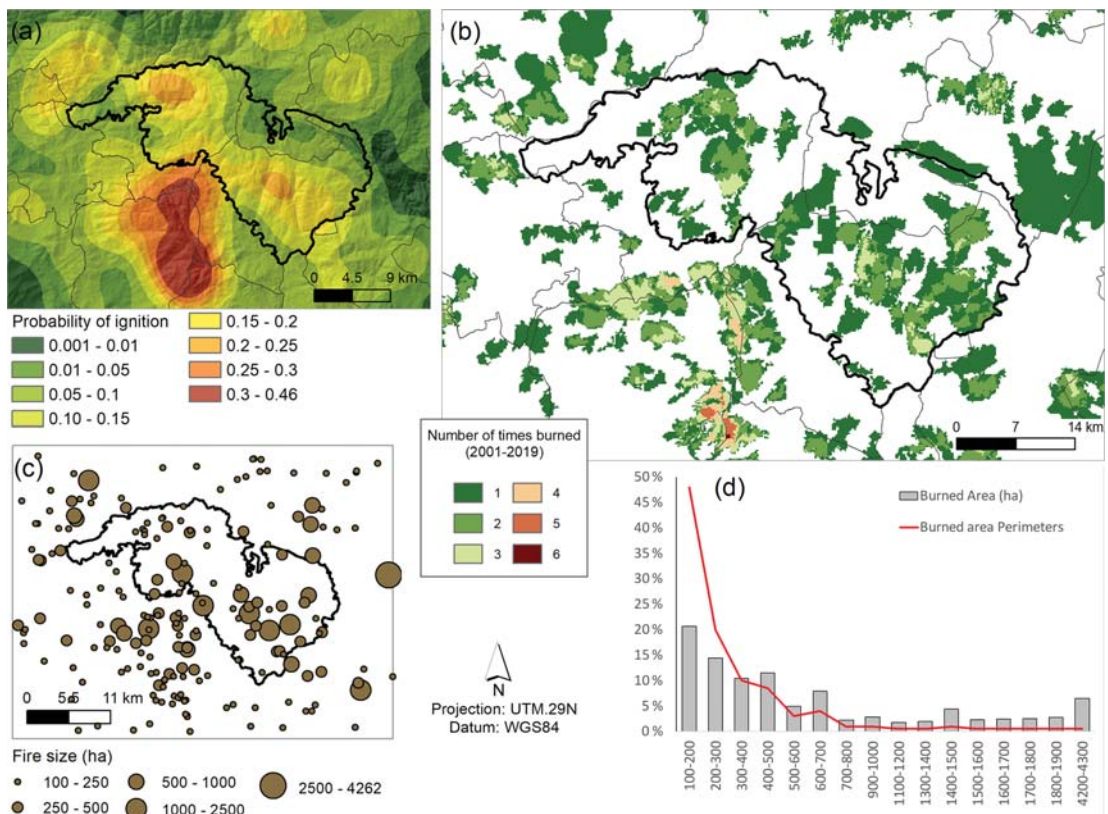 (a)
0 4.5 9 km
Probability of ignition
0.001 - 0.01
0.01 - 0.05
0.05 - 0.1
0.10 - 0.15
0.15 - 0.2
0.2 - 0.25
0.25 - 0.3
0.3 - 0.46
(b)
0 7 14 km
Number of times burned
(2001-2019)
1 4
2 5
3 6
(c)
0 5.5 11 km
Fire size (ha)
100 - 250
250 - 500
500 - 1000
1000 - 2500
2500 - 4262
N
Projection: UTM.29N
Datum: WGS84
(d)
Burned Area (ha)
Burned area Perimeters
50 %
45 %
40 %
35 %
30 %
25 %
20 %
15 %
10 %
5 %
0 %
100-200
200-300
300-400
400-500
500-600
600-700
700-800
900-1000
1100-1200
1300-1400
1400-1500
1500-1600
1600-1700
1700-1800
1800-1900
4200-4300